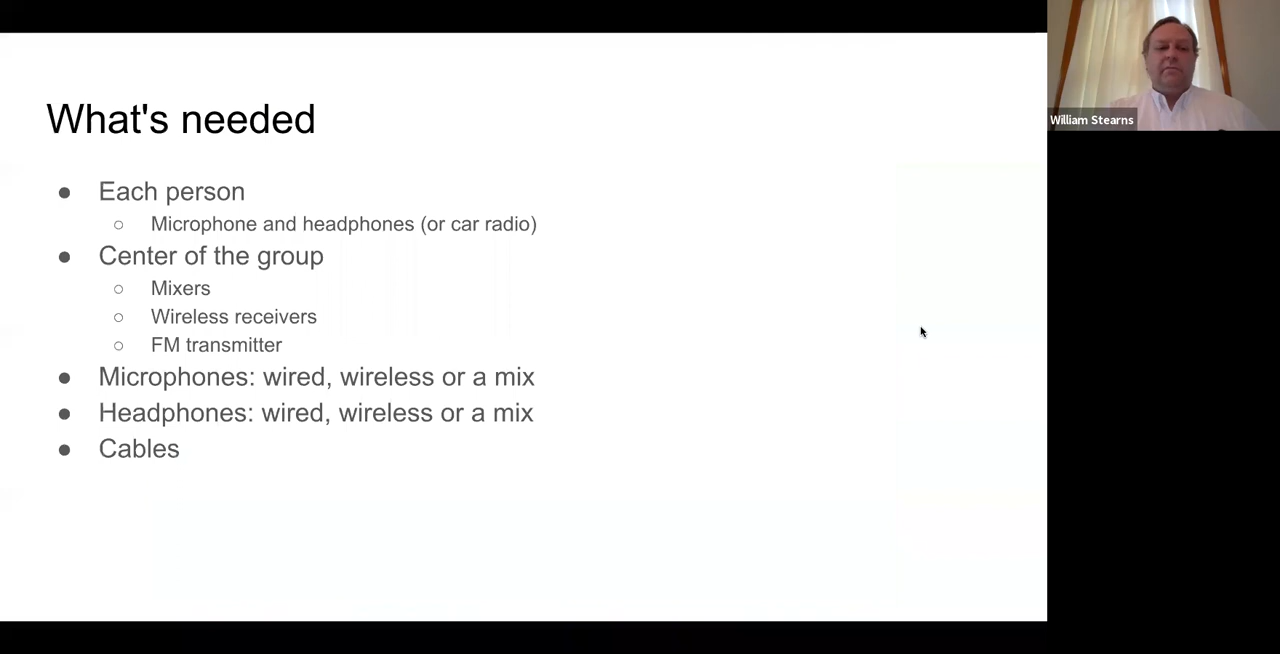 What's needed
● Each person
○ Microphone and headphones (or car radio)
● Center of the group
○ Mixers
○ Wireless receivers
○ FM transmitter
● Microphones: wired, wireless or a mix
● Headphones: wired, wireless or a mix
● Cables
William Stearns